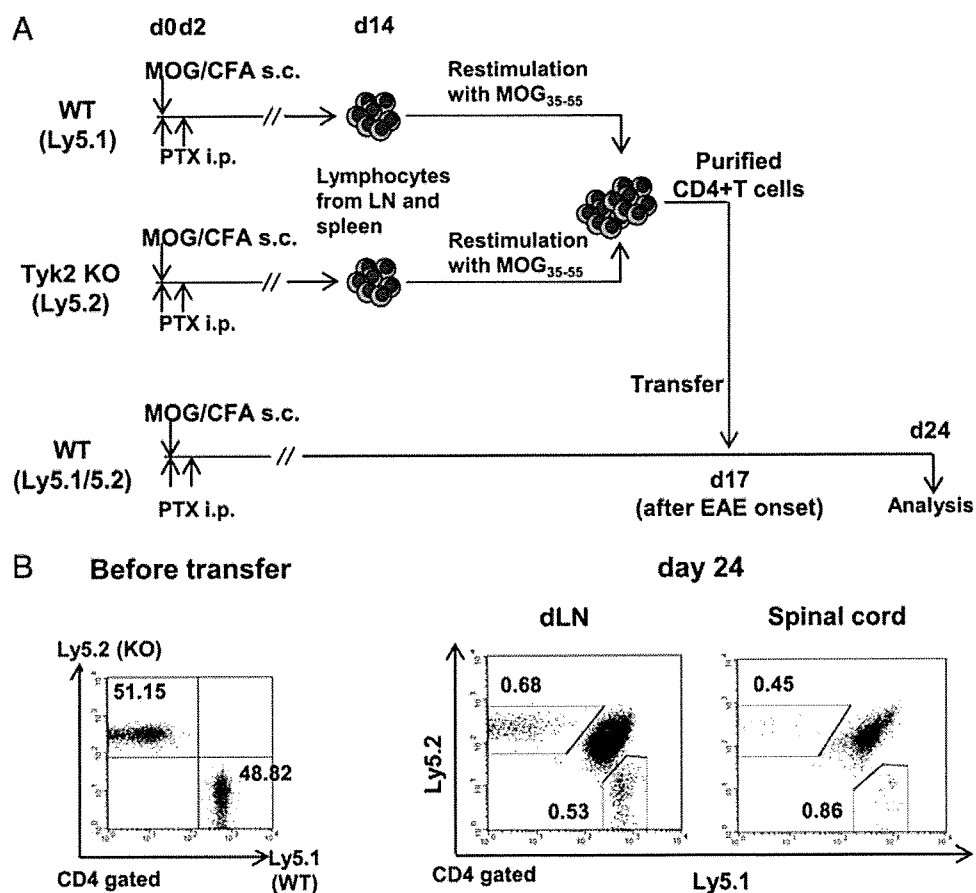 A
d0 d2
d14
MOG/CFA s.c.
Restimulation
with MOG35-55
WT
(Ly5.1)
PTX i.p.
Purified
CD4+T cells
Lymphocytes
from LN and
spleen
MOG/CFA s.c.
Restimulation
with MOG35-55
Tyk2 KO
(Ly5.2)
PTX i.p.
Transfer
MOG/CFA s.c.
d24
WT
(Ly5.1/5.2)
PTX i.p.
d17
(after EAE onset)
Analysis
B
Before transfer
day 24
dLN
Spinal cord
Ly5.2 (KO)
51.15
48.82
Ly5.1
(WT)
CD4 gated
Ly5.2
0.68
0.53
0.45
0.86
CD4 gated
Ly5.1